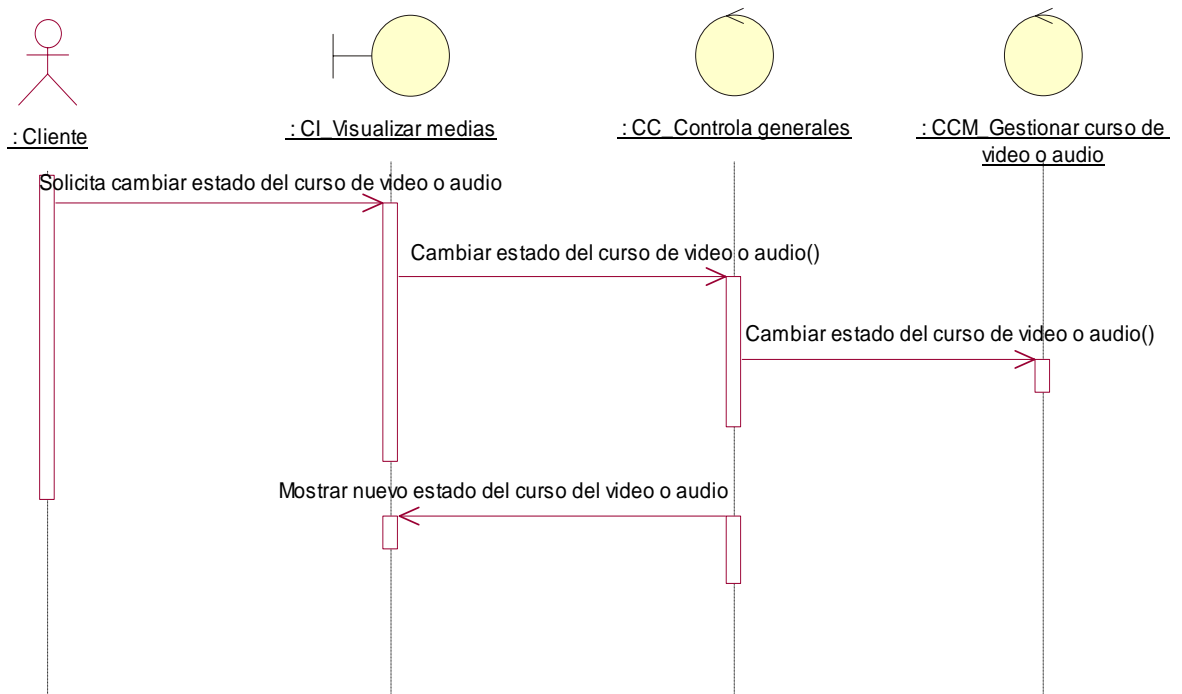 : Cliente
: CI_Visualizar medias
: CC_Controla generales
: CCM_Gestionar curso de
video o audio
Solicita cambiar estado del curso de video o audio
Cambiar estado del curso de video o audio()
Cambiar estado del curso de video o audio()
Mostrar nuevo estado del curso del video o audio